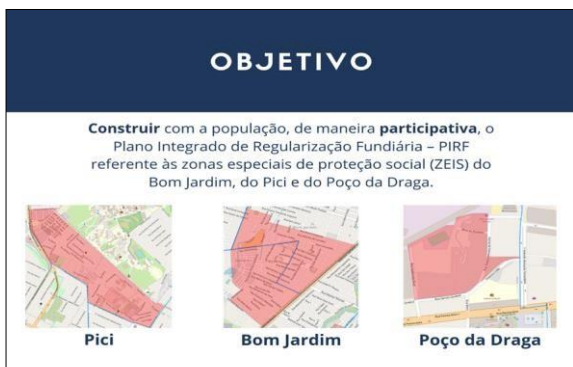 OBJETIVO
Construir com a população, de maneira participativa, o
Plano Integrado de Regularização Fundiária – PIRF
referente às zonas especiais de proteção social (ZEIS) do
Bom Jardim, do Pici e do Poço da Draga.
Pici
Bom Jardim
Poço da Draga